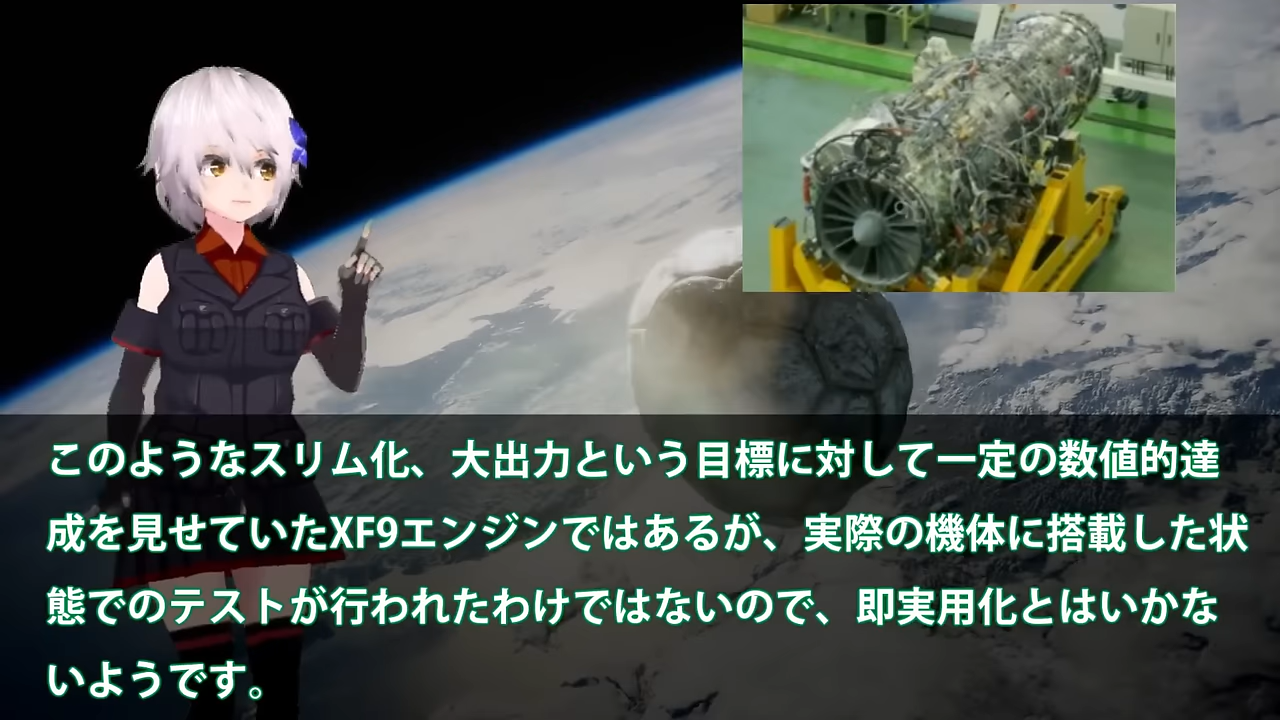 このようなスリム化、大出力という目標に対して一定の数値的達
成を見せていたXF9エンジンではあるが、実際の機体に搭載した状
態でのテストが行われたわけではないので、即実用化とはいかな
いようです。